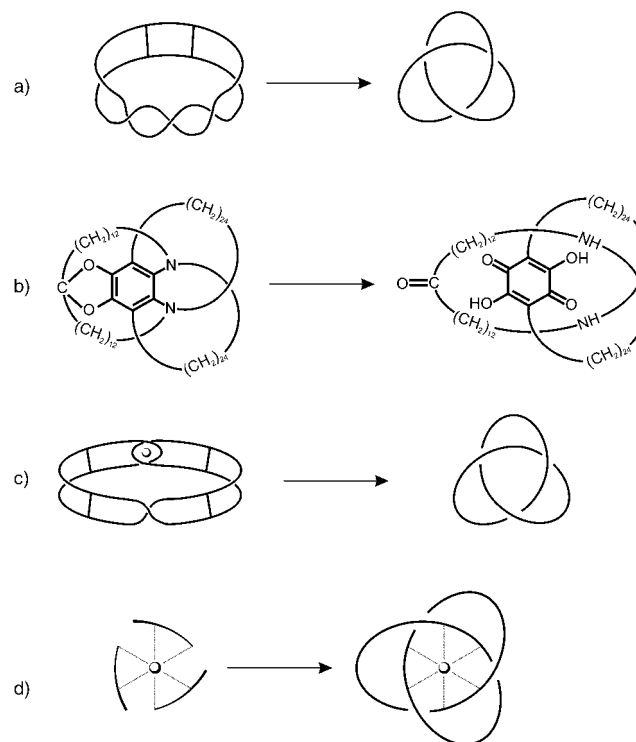 a)
b)
(CH₂)₁₂
(CH₂)₂₄
O
N
C
O
N
(CH₂)₁₂
(CH₂)₂₄
(CH₂)₂₄
(CH₂)₁₂
NH
O
OH
O=C
HO
O
NH
(CH₂)₁₂
(CH₂)₂₄
c)
d)